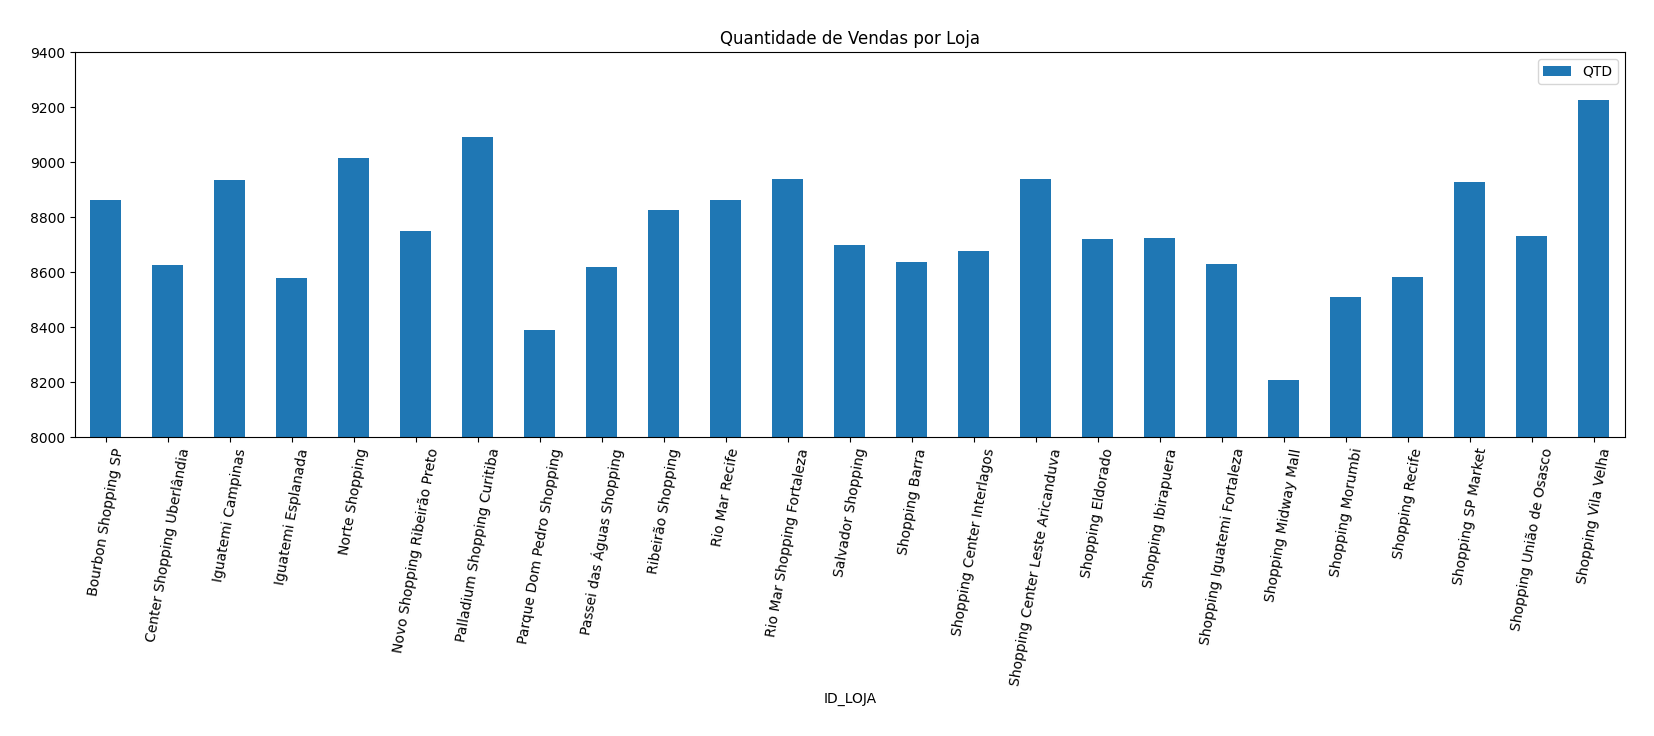 Quantidade de Vendas por Loja
QTD
9400
9200
9000
8800
8600
8400
8200
8000
Bourbon Shopping SP
Center Shopping Uberlândia
Iguatemi Campinas
Iguatemi Esplanada
Norte Shopping
Novo Shopping Ribeirão Preto
Palladium Shopping Curitiba
Parque Dom Pedro Shopping
Passei das Águas Shopping
Ribeirão Shopping
Rio Mar Recife
Rio Mar Shopping Fortaleza
Salvador Shopping
Shopping Barra
Shopping Center Interlagos
Shopping Center Leste Aricanduva
Shopping Eldorado
Shopping Ibirapuera
Shopping Iguatemi Fortaleza
Shopping Midway Mall
Shopping Morumbi
Shopping Recife
Shopping SP Market
Shopping União de Osasco
Shopping Vila Velha
ID_LOJA